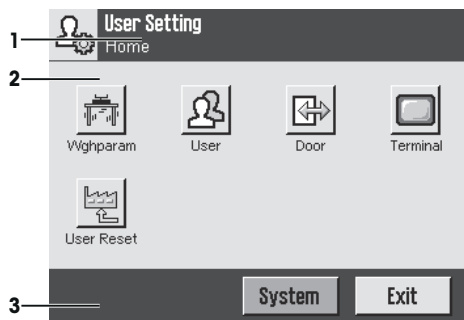 User Setting
1 Home
2
Wghparam User Door Terminal
User Reset
3 System Exit